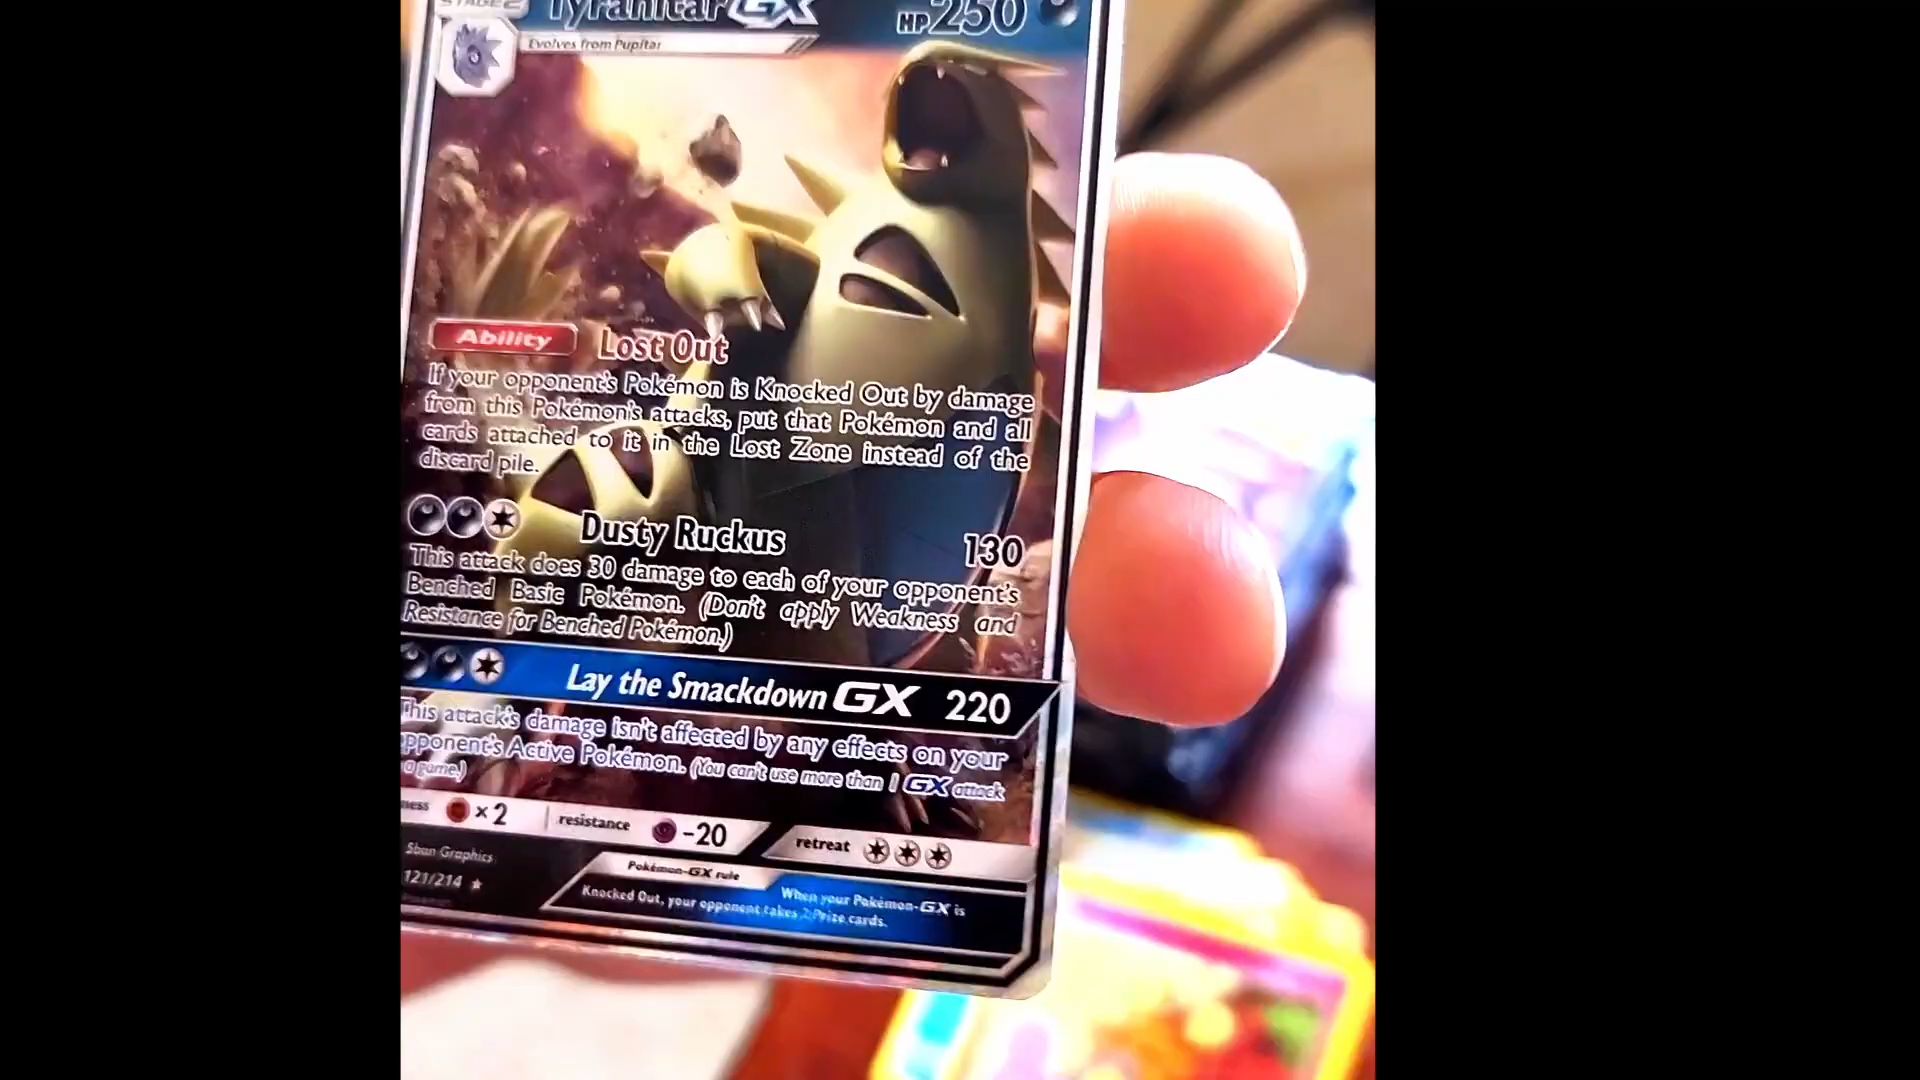 STAGE 2 Tyranitar GX HP 250
Evolves from Pupitar
Ability Lost Out
If your opponent's Pokémon is Knocked Out by damage
from this Pokémon's attacks, put that Pokémon and all
cards attached to it in the Lost Zone instead of the
discard pile.
Dusty Ruckus 130
This attack does 30 damage to each of your opponent's
Benched Basic Pokémon. (Don't apply Weakness and
Resistance for Benched Pokémon.)
Lay the Smackdown GX 220
This attack's damage isn't affected by any effects on your
pponent's Active Pokémon. (You can't use more than 1 GX attack
a game.)
ness ×2 resistance -20 retreat
5ban Graphics
Pokémon-GX rule
121/214
When your Pokémon-GX is
Knocked Out, your opponent takes 2 Prize cards.